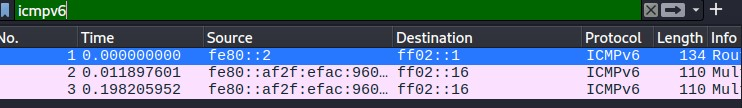 icmpv6
No. Time Source Destination Protocol Length Info
1 0.000000000 fe80::2 ff02::1 ICMPv6 134 Rou
2 0.011897601 fe80::af2f:efac:960… ff02::16 ICMPv6 110 Mul
3 0.198205952 fe80::af2f:efac:960… ff02::16 ICMPv6 110 Mul